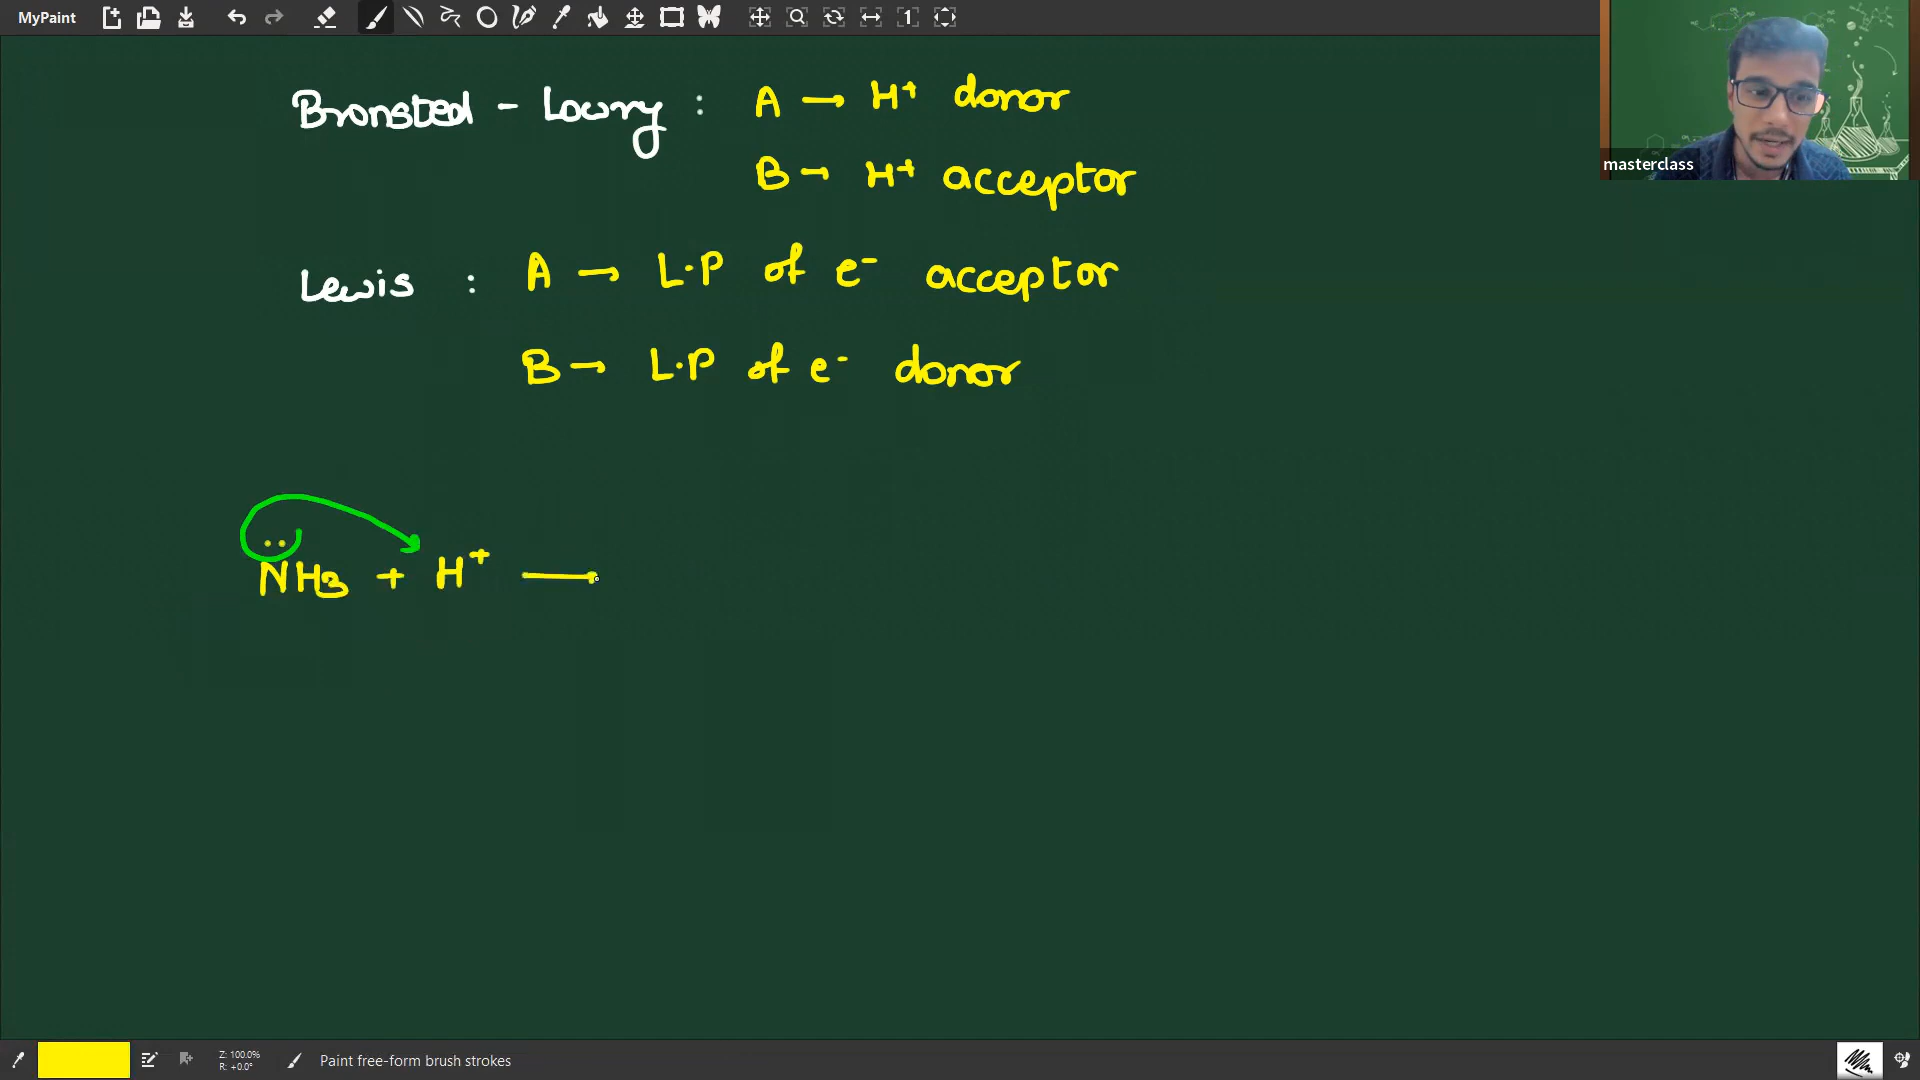 MyPaint
Bronsted - Lowry : A → H⁺ donor
B → H⁺ acceptor
Lewis : A → L.P of e⁻ acceptor
B → L.P of e⁻ donor
NH₃ + H⁺ —
masterclass
Z: 100.0%
R: +0.0°
Paint free-form brush strokes